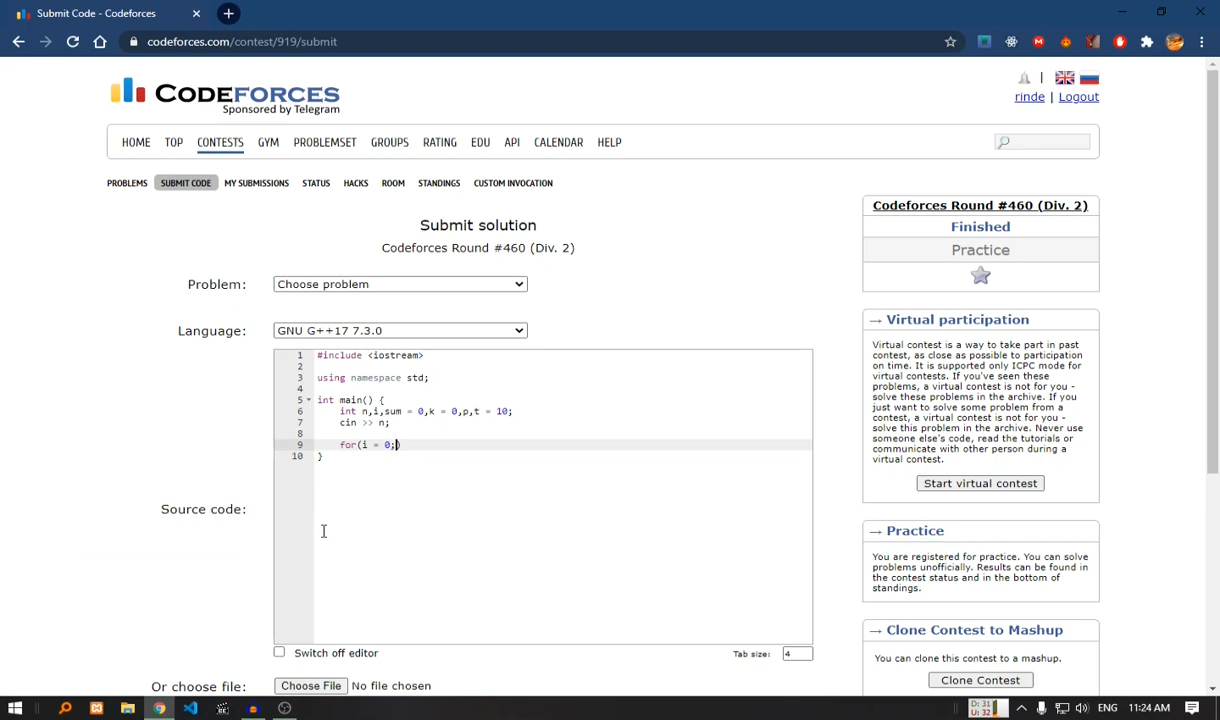 Submit Code - Codeforces
codeforces.com/contest/919/submit
CODEFORCES
Sponsored by Telegram
rinde | Logout
HOME TOP CONTESTS GYM PROBLEMSET GROUPS RATING EDU API CALENDAR HELP
PROBLEMS SUBMIT CODE MY SUBMISSIONS STATUS HACKS ROOM STANDINGS CUSTOM INVOCATION
Submit solution
Codeforces Round #460 (Div. 2)
Problem: Choose problem
Language: GNU G++17 7.3.0
Source code:
1 #include <iostream>
2
3 using namespace std;
4
5 int main() {
6 int n,i,sum = 0,k = 0,p,t = 10;
7 cin >> n;
8
9 for(i = 0;)
10 }
Switch off editor
Tab size: 4
Or choose file: Choose File No file chosen
Codeforces Round #460 (Div. 2)
Finished
Practice
→ Virtual participation
Virtual contest is a way to take part in past
contest, as close as possible to participation
on time. It is supported only ICPC mode for
virtual contests. If you've seen these
problems, a virtual contest is not for you -
solve these problems in the archive. If you
just want to solve some problem from a
contest, a virtual contest is not for you -
solve this problem in the archive. Never use
someone else's code, read the tutorials or
communicate with other person during a
virtual contest.
Start virtual contest
→ Practice
You are registered for practice. You can solve
problems unofficially. Results can be found in
the contest status and in the bottom of
standings.
→ Clone Contest to Mashup
You can clone this contest to a mashup.
Clone Contest
D: 31
U: 32
ENG 11:24 AM